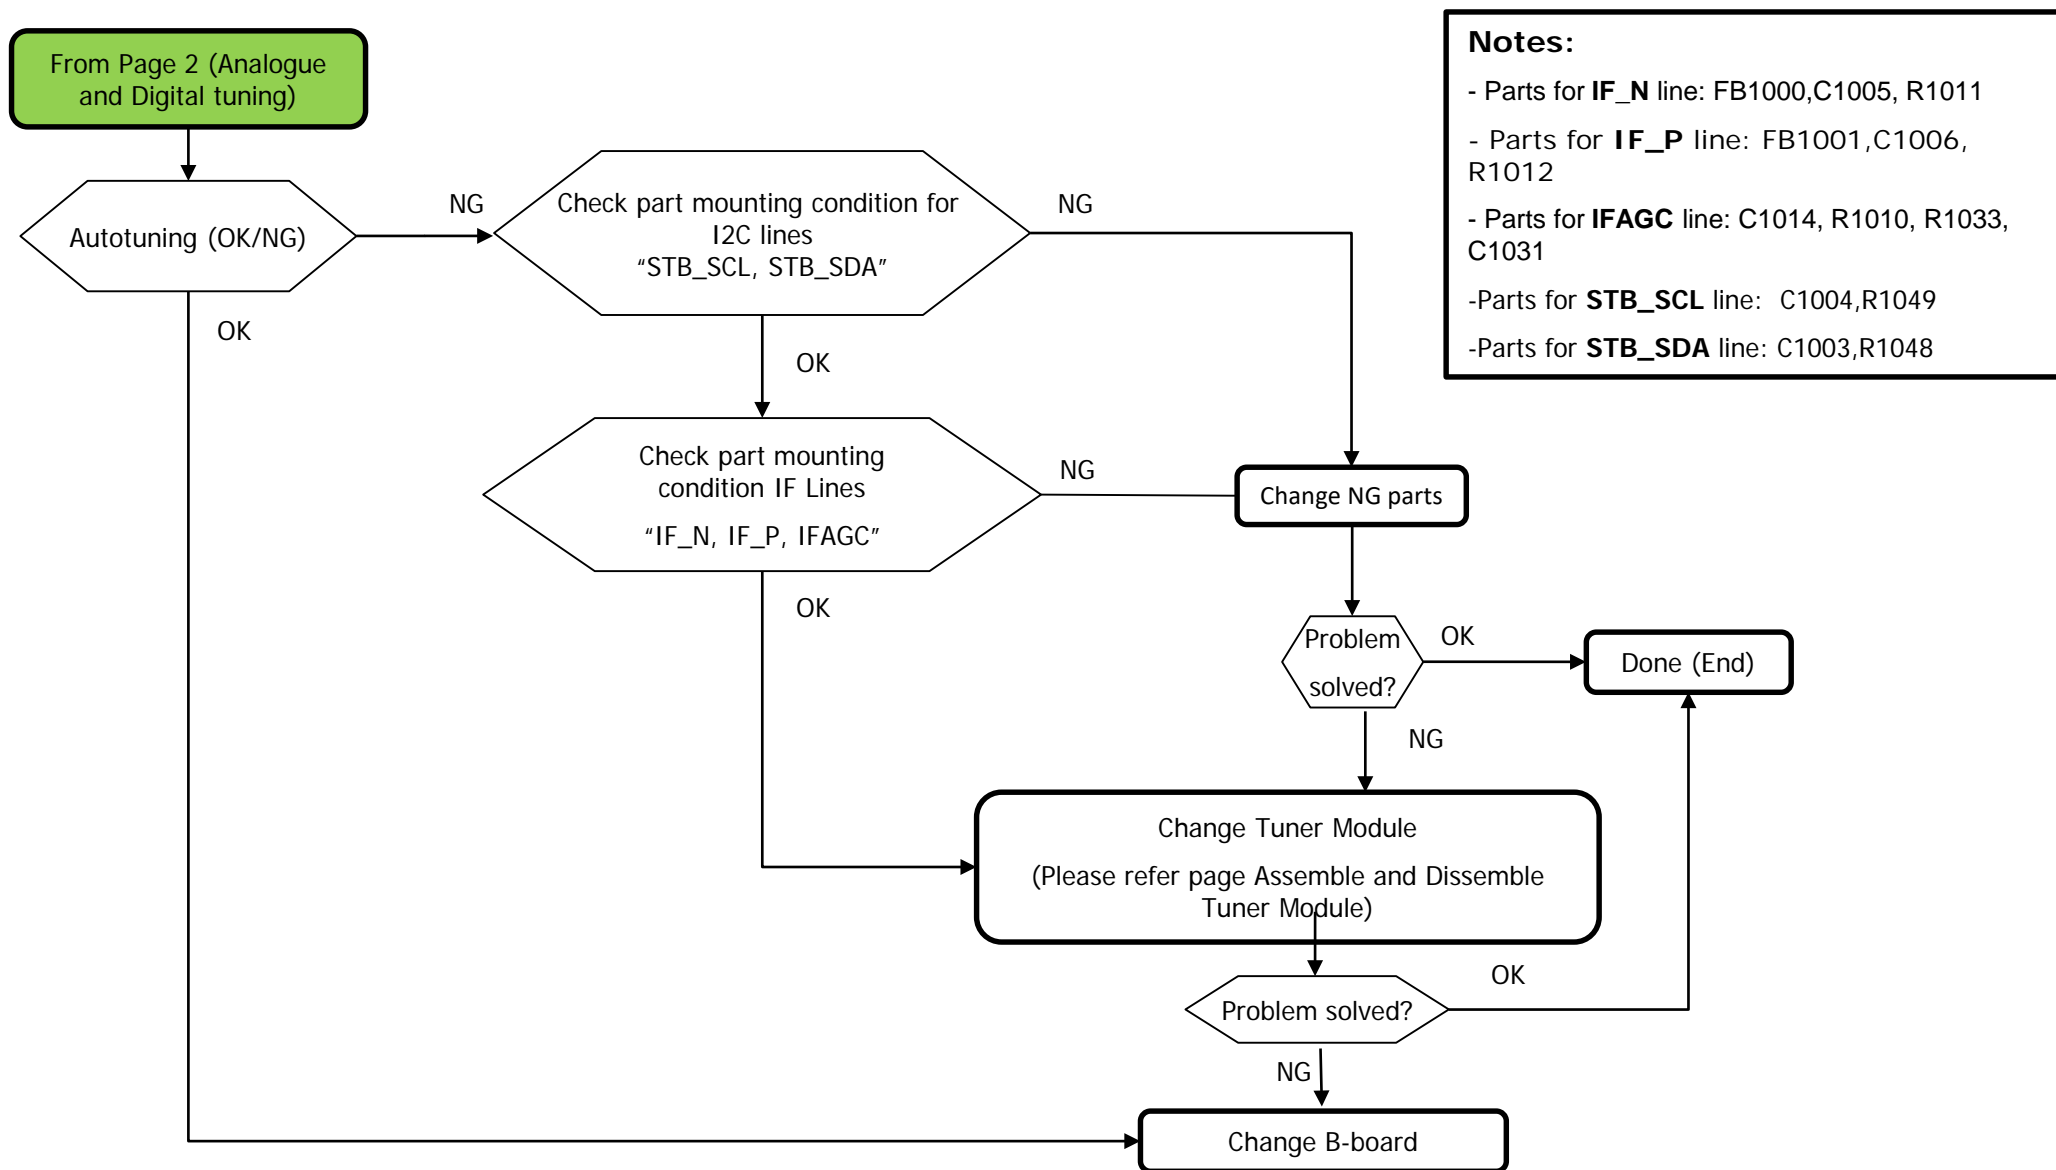 From Page 2 (Analogue
and Digital tuning)
Notes:
- Parts for IF_N line: FB1000,C1005, R1011
- Parts for IF_P line: FB1001,C1006,
R1012
- Parts for IFAGC line: C1014, R1010, R1033,
C1031
-Parts for STB_SCL line: C1004,R1049
-Parts for STB_SDA line: C1003,R1048
Autotuning (OK/NG)
NG
OK
Check part mounting condition for
I2C lines
“STB_SCL, STB_SDA”
NG
OK
Check part mounting
condition IF Lines
“IF_N, IF_P, IFAGC”
NG
OK
Change NG parts
Problem
solved?
OK
Done (End)
NG
Change Tuner Module
(Please refer page Assemble and Dissemble
Tuner Module)
Problem solved?
OK
NG
Change B-board